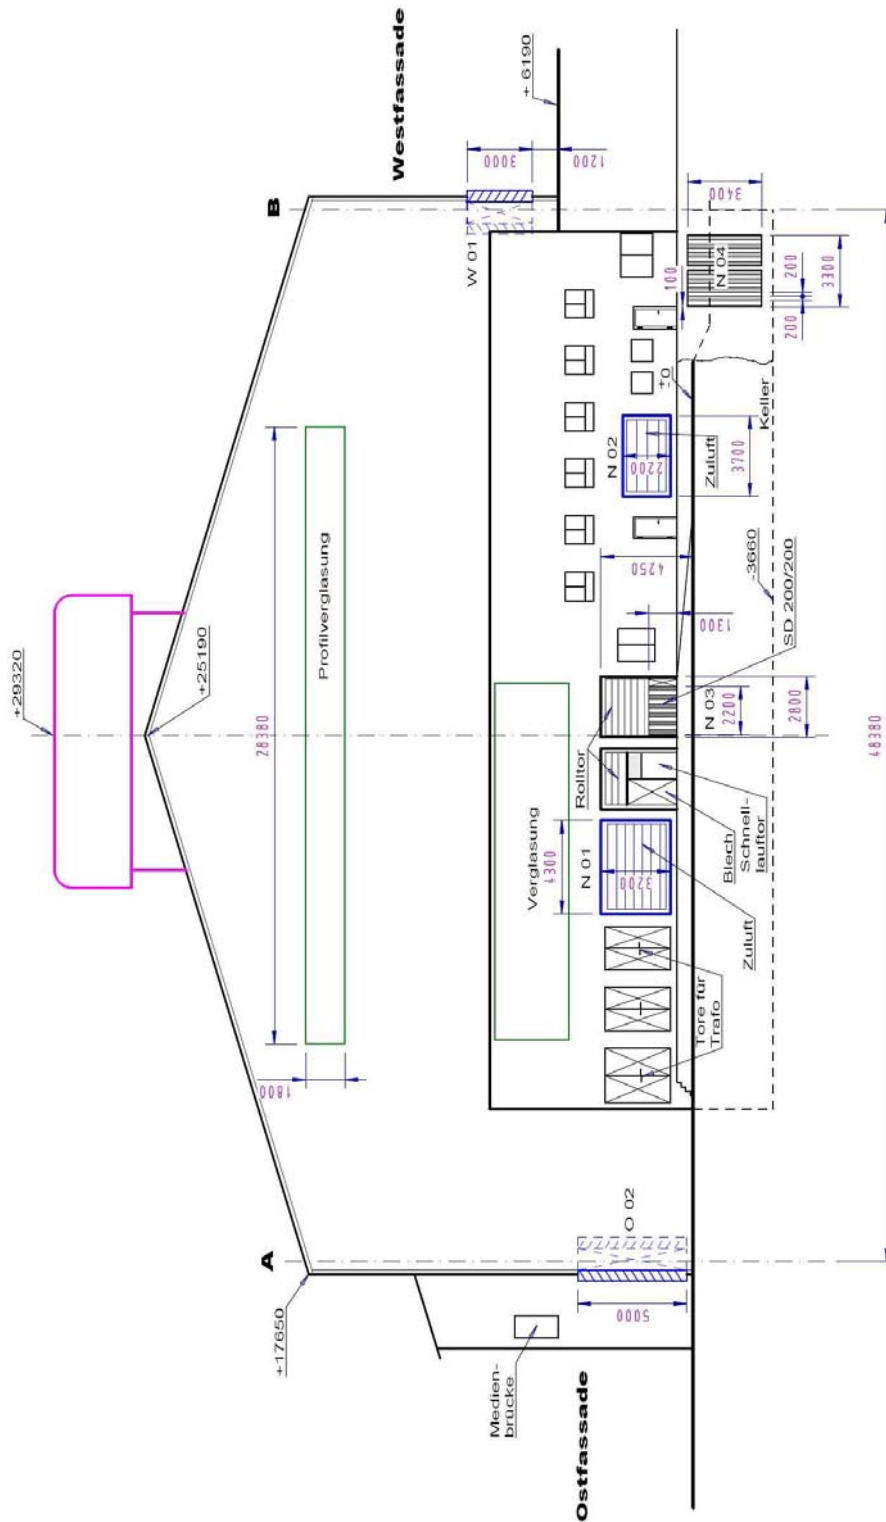 +29320
+25190
+17650
A
B
28380
1800
Profilverglasung
Westfassade
+ 6190
3000
1200
W 01
Verglasung
4300
N 01
3200
Rolltor
4250
1300
N 02
2200
Zuluft
3700
100
±0
Keller
N 04
3400
3300
200
200
-3660
SD 200/200
N 03
2200
2800
Blech
Schnell-
lauftor
Zuluft
Tore für
Trafo
O 02
5000
Medien-
brücke
Ostfassade
48380